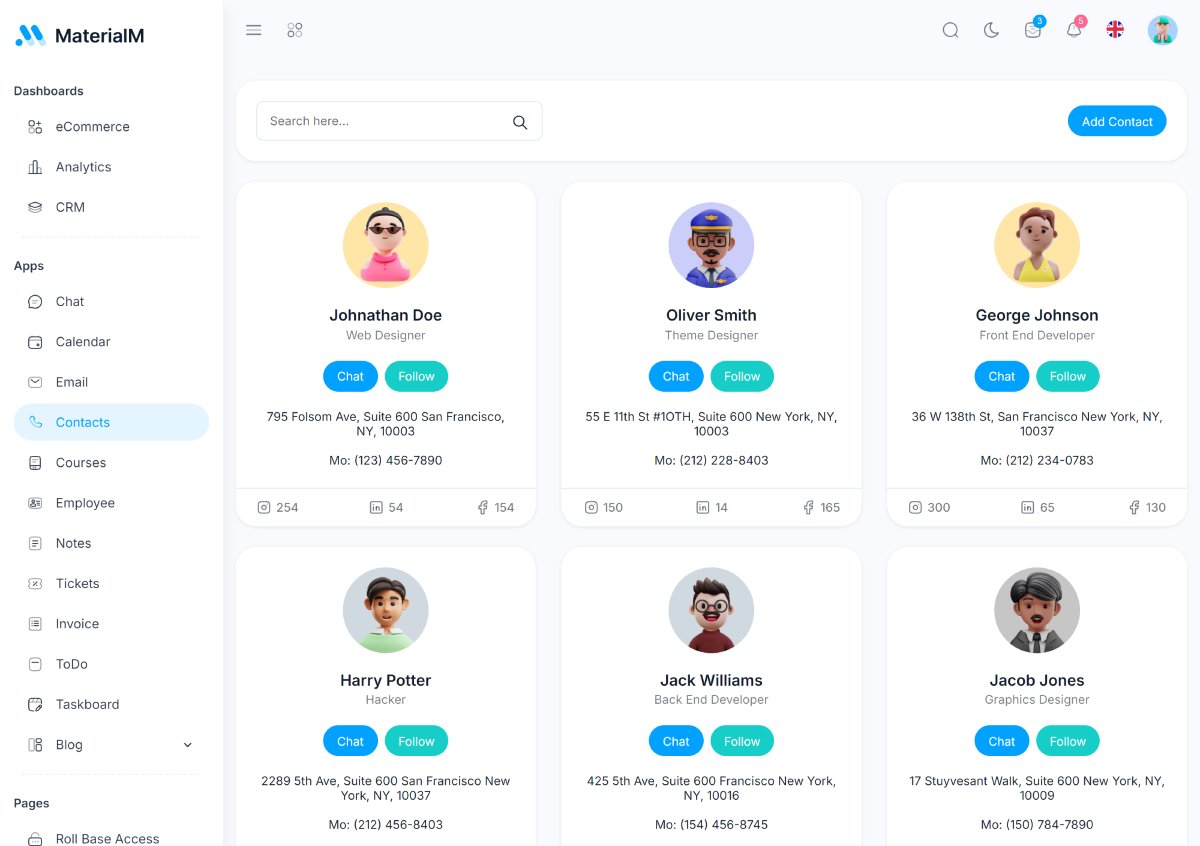 MaterialM
3
5
Dashboards
eCommerce
Analytics
CRM
Apps
Chat
Calendar
Email
Contacts
Courses
Employee
Notes
Tickets
Invoice
ToDo
Taskboard
Blog
Pages
Roll Base Access
Search here...
Add Contact
Johnathan Doe
Web Designer
Chat
Follow
795 Folsom Ave, Suite 600 San Francisco,
NY, 10003
Mo: (123) 456-7890
254
54
154
Oliver Smith
Theme Designer
Chat
Follow
55 E 11th St #1OTH, Suite 600 New York, NY,
10003
Mo: (212) 228-8403
150
14
165
George Johnson
Front End Developer
Chat
Follow
36 W 138th St, San Francisco New York, NY,
10037
Mo: (212) 234-0783
300
65
130
Harry Potter
Hacker
Chat
Follow
2289 5th Ave, Suite 600 San Francisco New
York, NY, 10037
Mo: (212) 456-8403
Jack Williams
Back End Developer
Chat
Follow
425 5th Ave, Suite 600 Francisco New York,
NY, 10016
Mo: (154) 456-8745
Jacob Jones
Graphics Designer
Chat
Follow
17 Stuyvesant Walk, Suite 600 New York, NY,
10009
Mo: (150) 784-7890